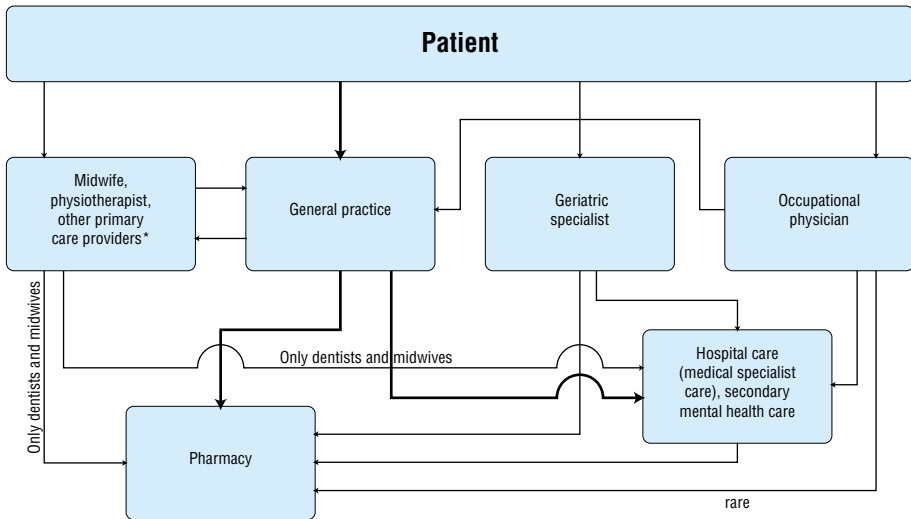 Patient
Midwife,
physiotherapist,
other primary
care providers*
General practice
Geriatric
specialist
Occupational
physician
Only dentists and midwives
Only dentists and midwives
Hospital care
(medical specialist
care), secondary
mental health care
Pharmacy
rare